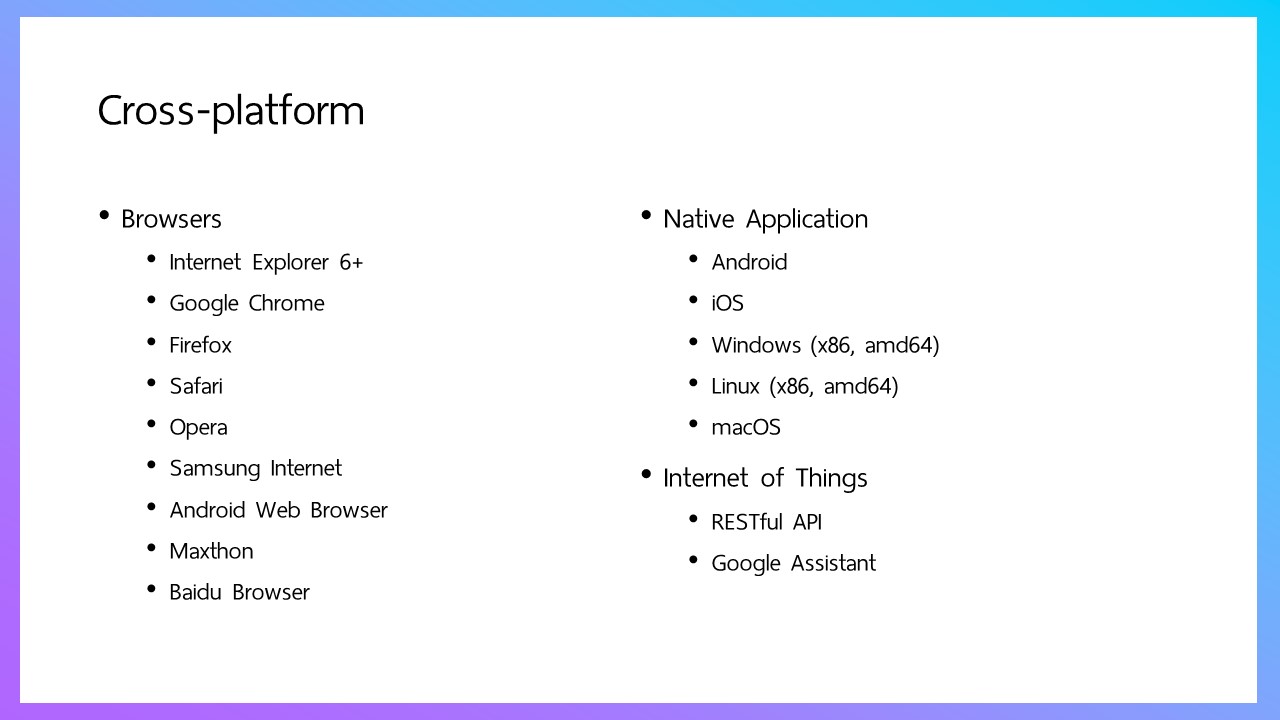 Cross-platform
• Browsers
• Internet Explorer 6+
• Google Chrome
• Firefox
• Safari
• Opera
• Samsung Internet
• Android Web Browser
• Maxthon
• Baidu Browser
• Native Application
• Android
• iOS
• Windows (x86, amd64)
• Linux (x86, amd64)
• macOS
• Internet of Things
• RESTful API
• Google Assistant